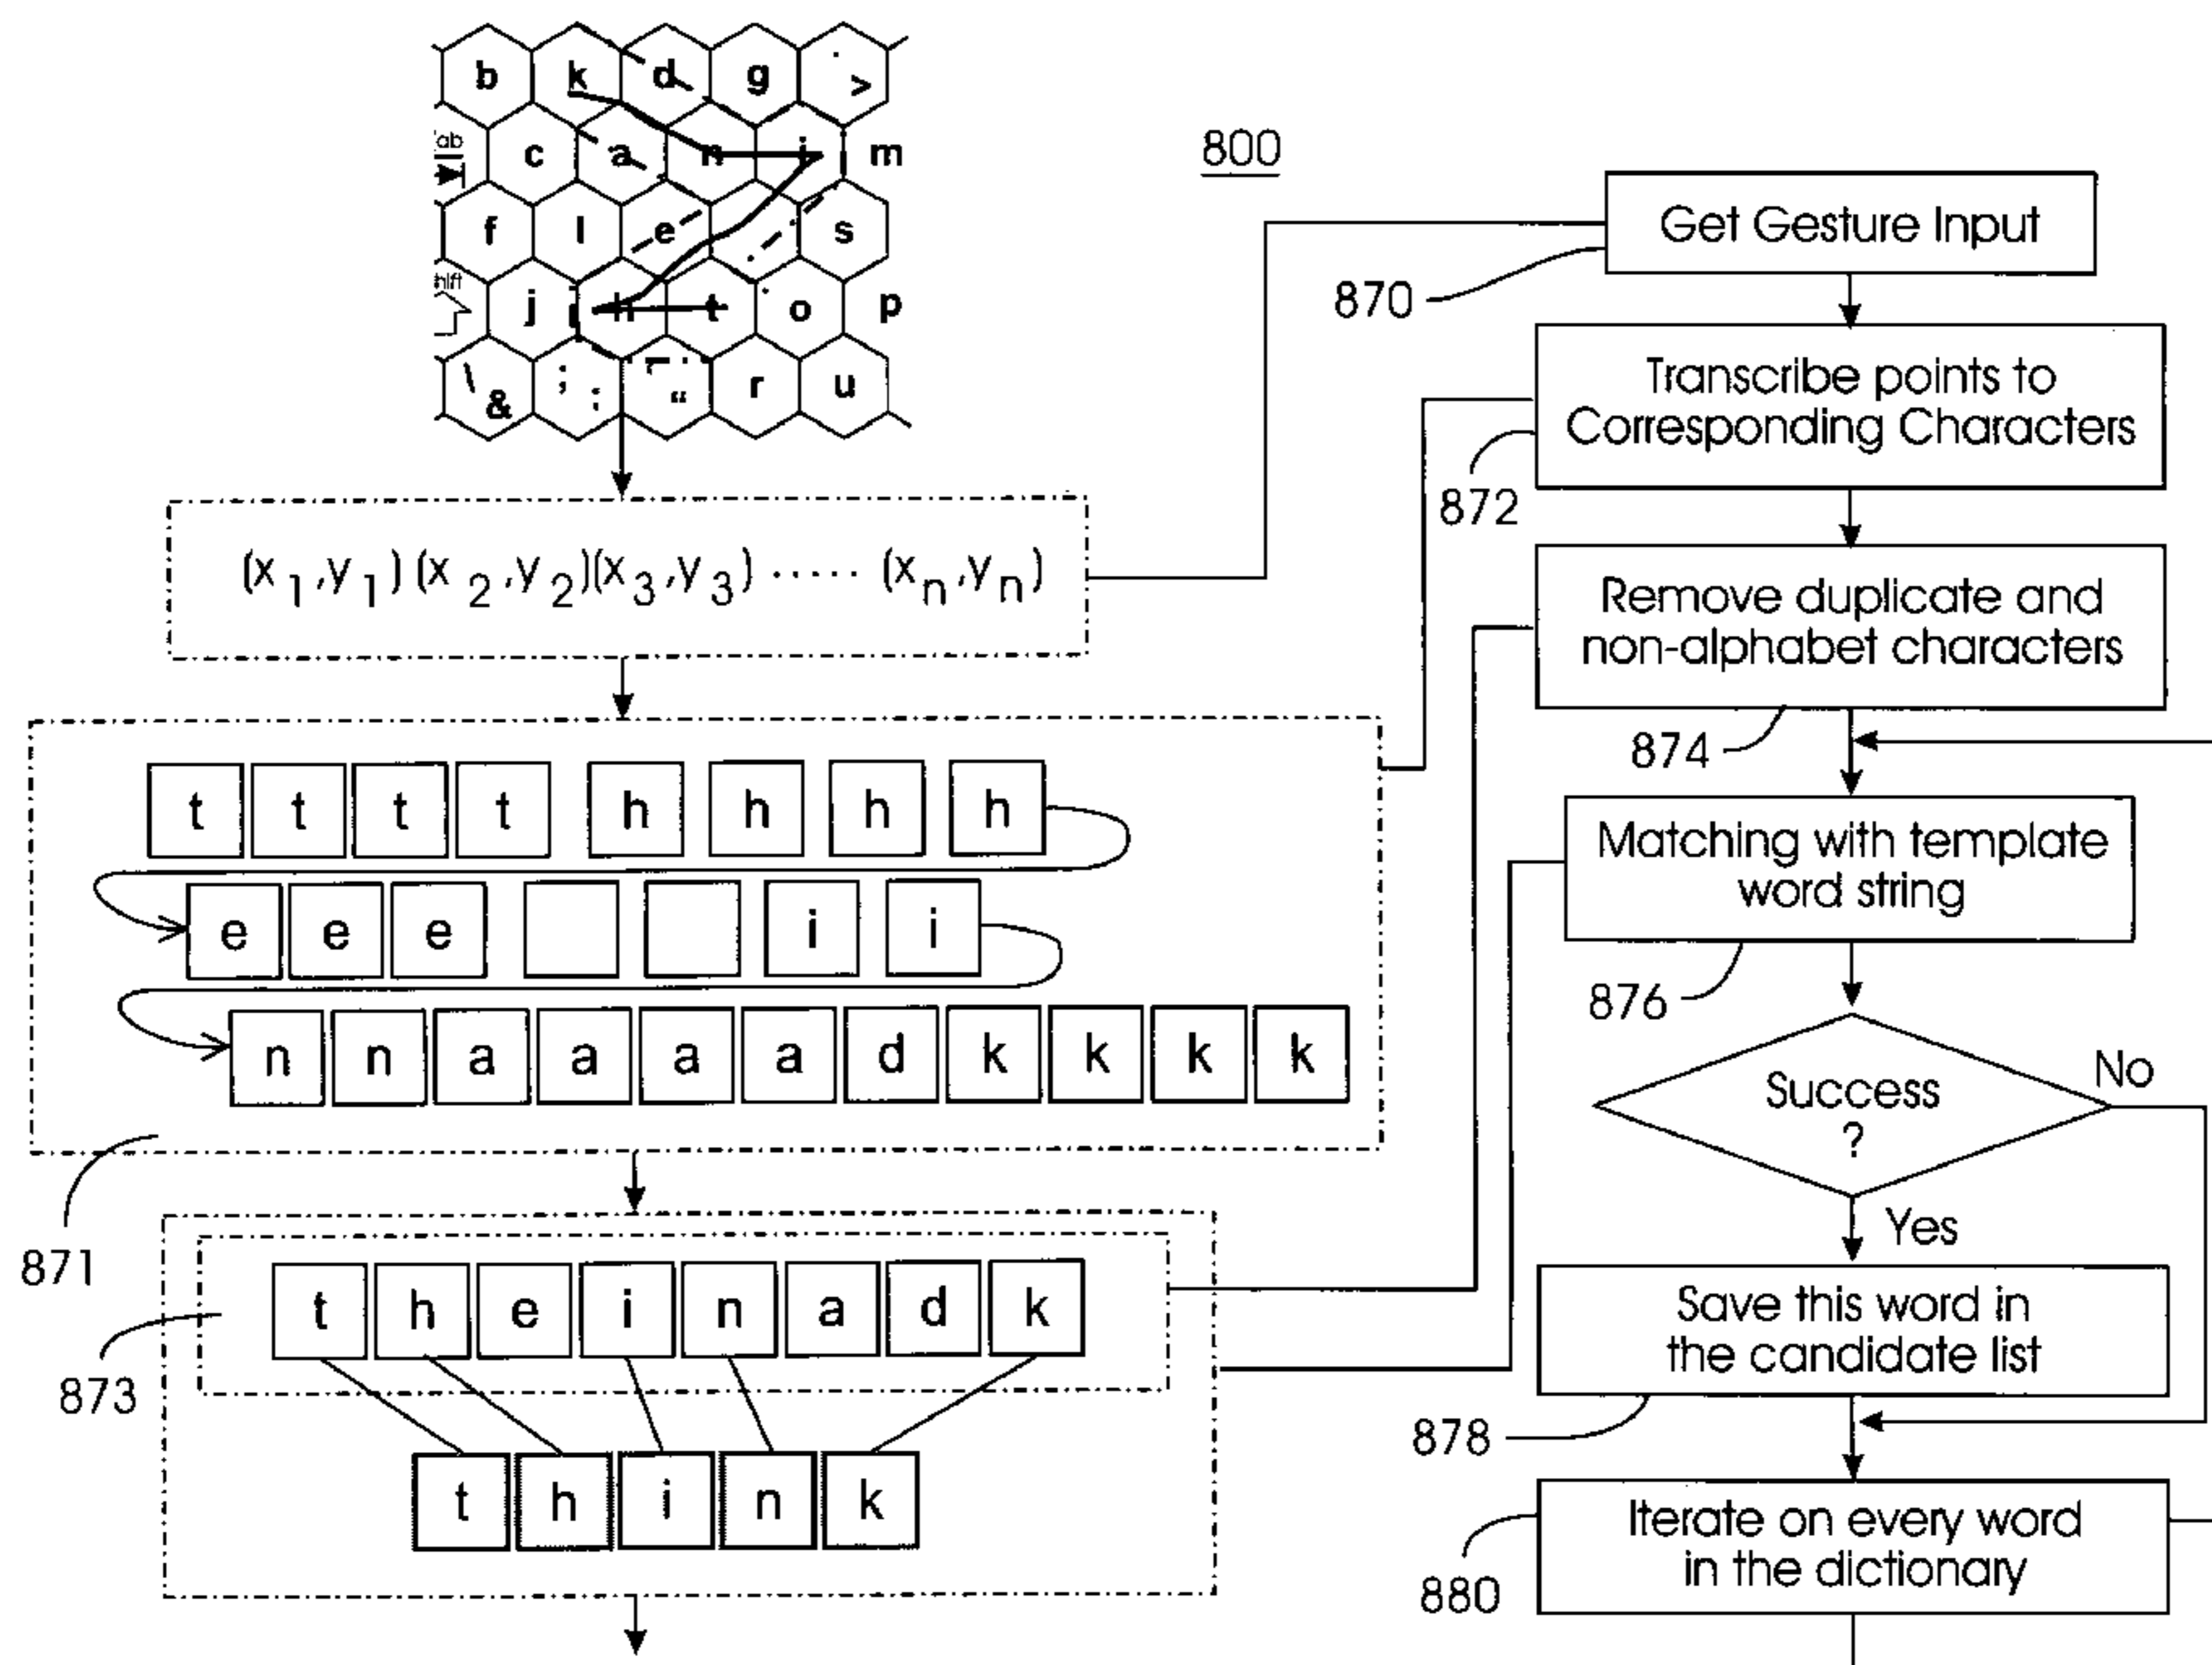 b k d g . >
ab c a n i m
f l e s
hift j h t o p
\ & ; : “ r u
800
(x1,y1)(x2,y2)(x3,y3).....(xn,yn)
t t t t h h h h
e e e i i
n n a a a a d k k k k
871
t h e i n a d k
873
t h i n k
Get Gesture Input
870
Transcribe points to
Corresponding Characters
872
Remove duplicate and
non-alphabet characters
874
Matching with template
word string
876
Success
?
No
Yes
Save this word in
the candidate list
878
Iterate on every word
in the dictionary
880